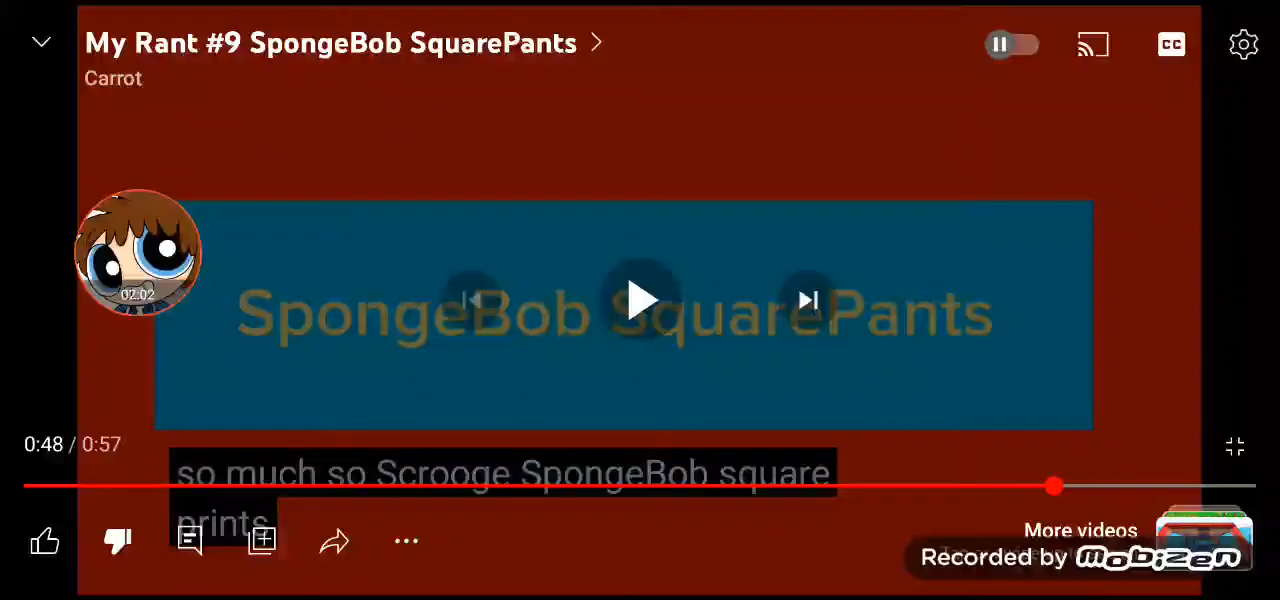 My Rant #9 SpongeBob SquarePants
CC
Carrot
02:02
SpongeBob SquarePants
0:48 / 0:57
so much so Scrooge SpongeBob square
prints
More videos
Recorded by mobizen